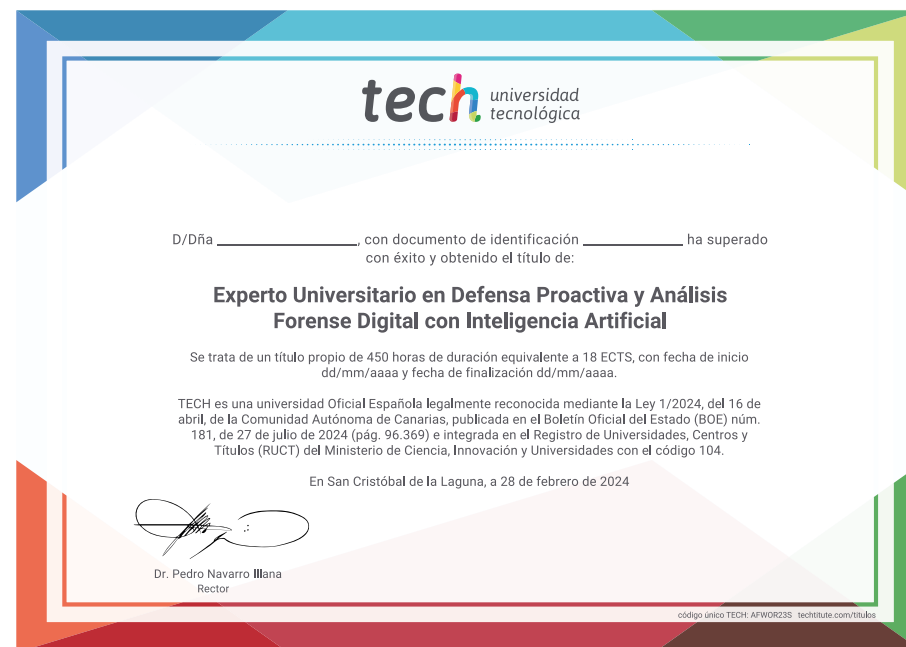 tech universidad
tecnológica
D/Dña ____________________, con documento de identificación ______________ ha superado
con éxito y obtenido el título de:
Experto Universitario en Defensa Proactiva y Análisis
Forense Digital con Inteligencia Artificial
Se trata de un título propio de 450 horas de duración equivalente a 18 ECTS, con fecha de inicio
dd/mm/aaaa y fecha de finalización dd/mm/aaaa.
TECH es una universidad Oficial Española legalmente reconocida mediante la Ley 1/2024, del 16 de
abril, de la Comunidad Autónoma de Canarias, publicada en el Boletín Oficial del Estado (BOE) núm.
181, de 27 de julio de 2024 (pág. 96.369) e integrada en el Registro de Universidades, Centros y
Títulos (RUCT) del Ministerio de Ciencia, Innovación y Universidades con el código 104.
En San Cristóbal de la Laguna, a 28 de febrero de 2024
Dr. Pedro Navarro Illana
Rector
código único TECH: AFWOR23S techtitute.com/titulos